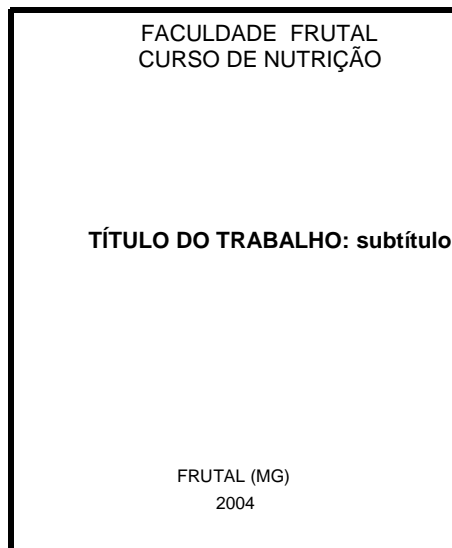 FACULDADE FRUTAL
CURSO DE NUTRIÇÃO
TÍTULO DO TRABALHO: subtítulo
FRUTAL (MG)
2004